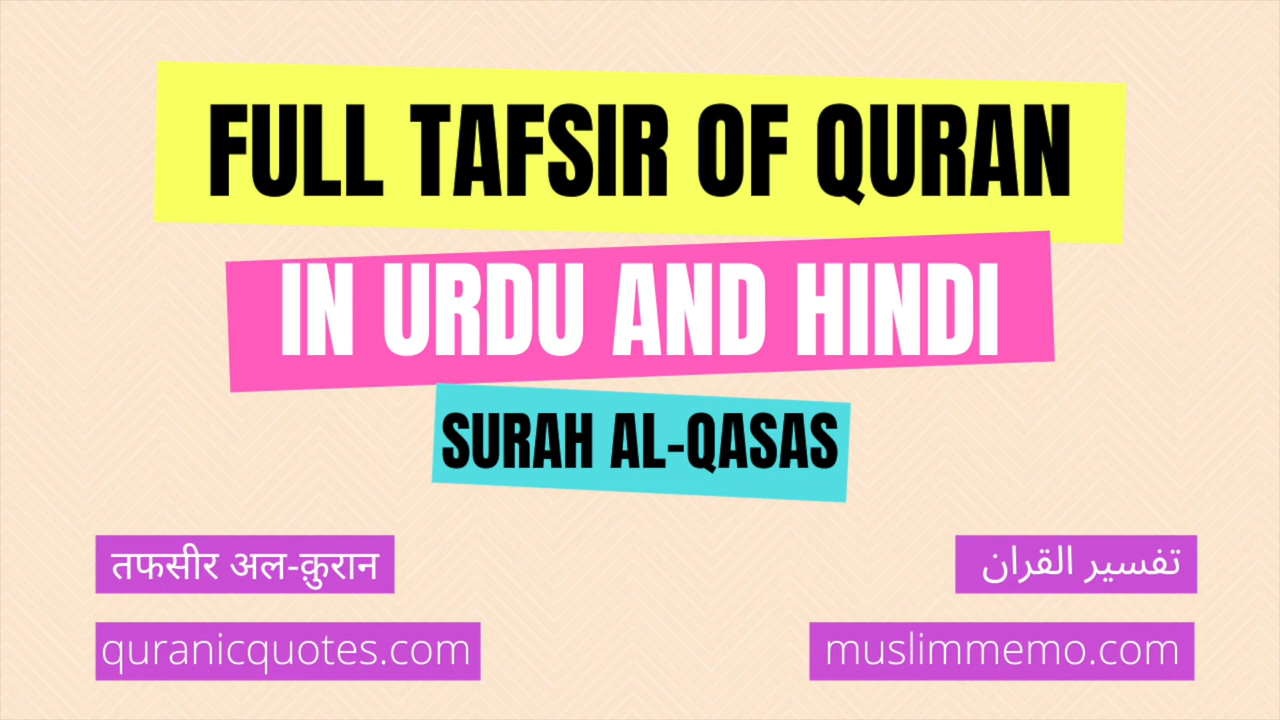 FULL TAFSIR OF QURAN
IN URDU AND HINDI
SURAH AL-QASAS
तफसीर अल-क़ुरान
تفسير القران
quranicquotes.com
muslimmemo.com